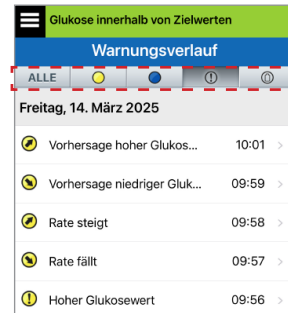 Glukose innerhalb von Zielwerten
Warnungsverlauf
ALLE
Freitag, 14. März 2025
Vorhersage hoher Glukos... 10:01
Vorhersage niedriger Gluk... 09:59
Rate steigt 09:58
Rate fällt 09:57
Hoher Glukosewert 09:56